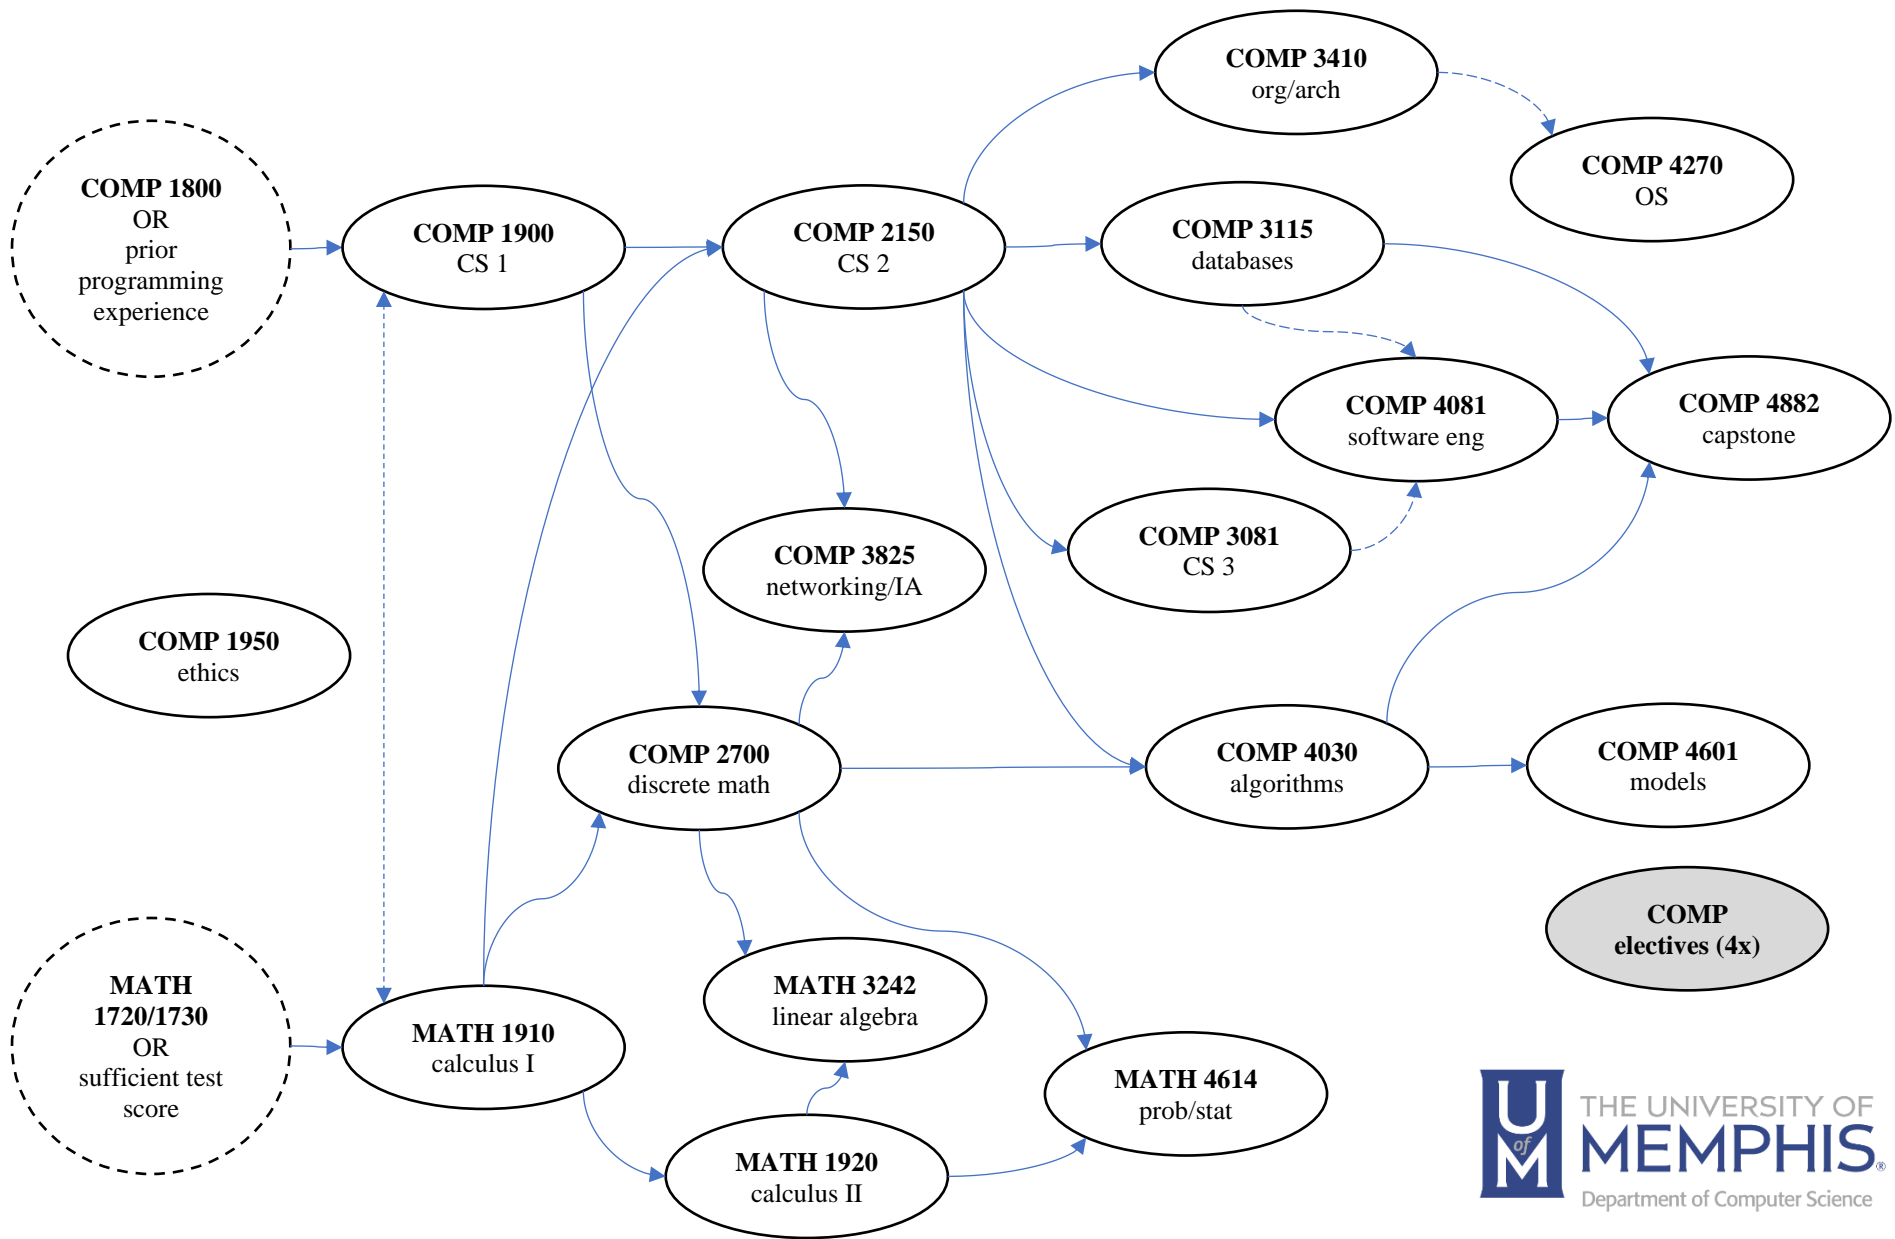 COMP 3410
org/arch
COMP 4270
OS
COMP 1800
OR
prior
programming
experience
COMP 1900
CS 1
COMP 2150
CS 2
COMP 3115
databases
COMP 4081
software eng
COMP 4882
capstone
COMP 3825
networking/IA
COMP 3081
CS 3
COMP 1950
ethics
COMP 2700
discrete math
COMP 4030
algorithms
COMP 4601
models
COMP
electives (4x)
MATH
1720/1730
OR
sufficient test
score
MATH 1910
calculus I
MATH 3242
linear algebra
MATH 4614
prob/stat
MATH 1920
calculus II
U
of
M
THE UNIVERSITY OF
MEMPHIS®
Department of Computer Science